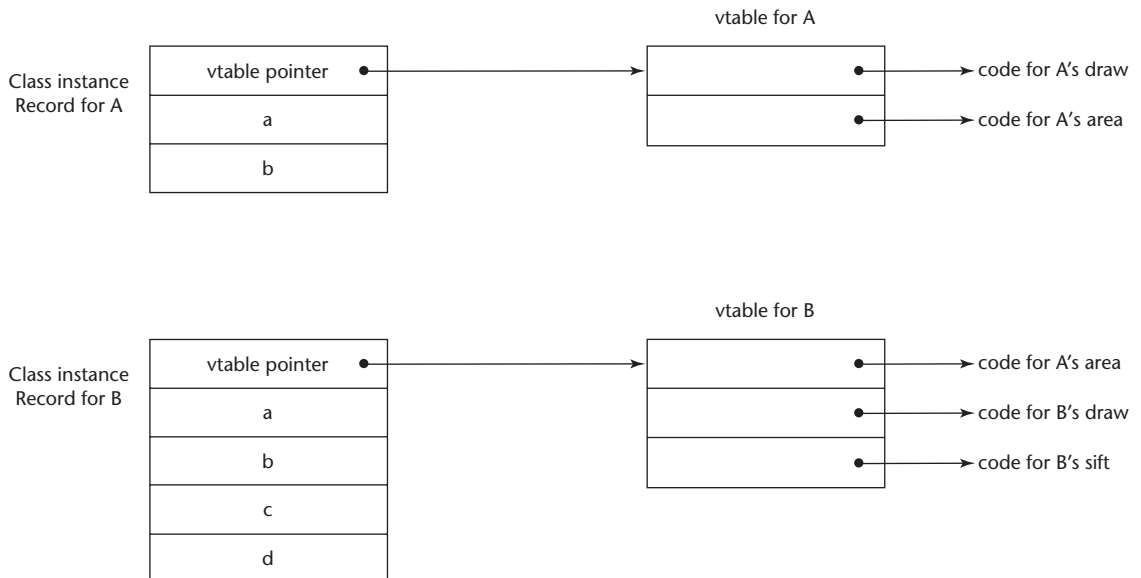 vtable for A
Class instance
Record for A
vtable pointer
code for A’s draw
a
code for A’s area
b
vtable for B
Class instance
Record for B
vtable pointer
code for A’s area
a
code for B’s draw
b
code for B’s sift
c
d